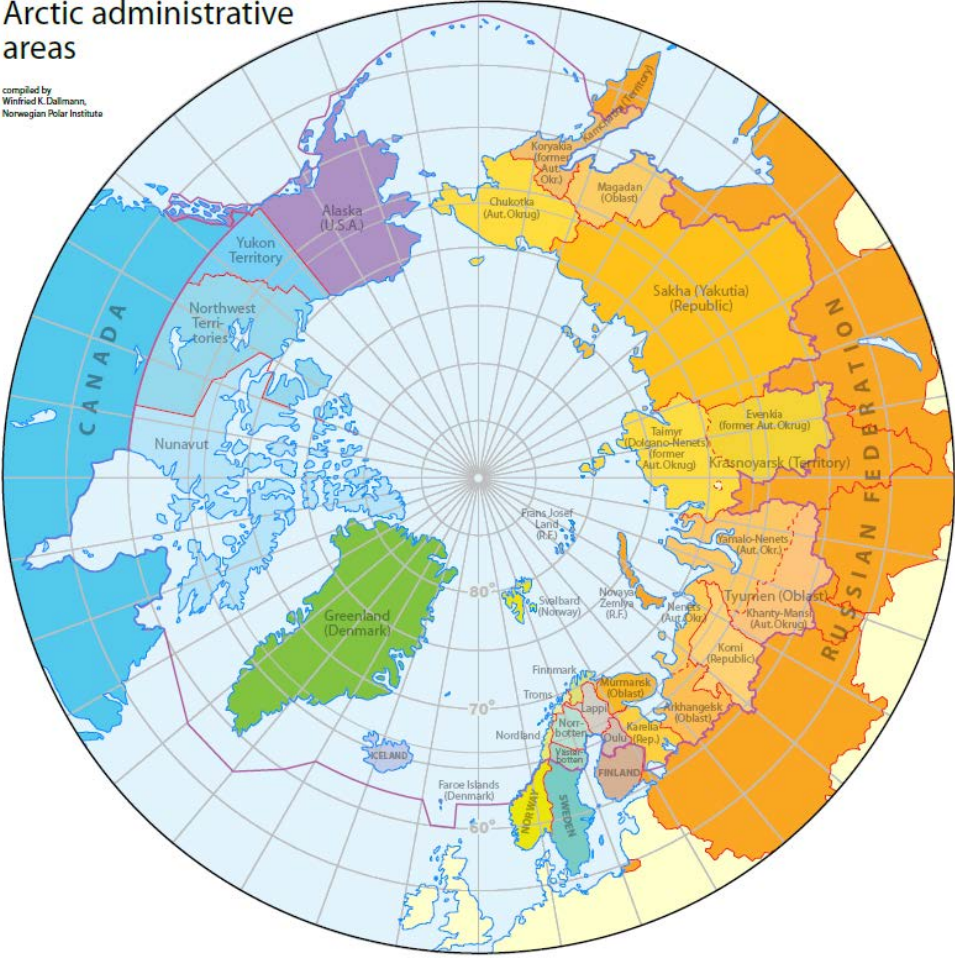 Arctic administrative
areas
compiled by
Winfried K. Dallmann,
Norwegian Polar Institute
Kamchatka (Territory)
Koryakia
(former
Aut.
Okr.)
Magadan
(Oblast)
Chukotka
(Aut. Okrug)
Alaska
(U.S.A.)
Yukon
Territory
Northwest
Terri-
tories
CANADA
Nunavut
Sakha (Yakutia)
(Republic)
RUSSIAN FEDERATION
Evenkia
(former Aut. Okrug)
Taimyr
(Dolgano-Nenets)
(former
Aut. Okrug)
Krasnoyarsk (Territory)
Frans Josef
Land
(R.F.)
Yamalo-Nenets
(Aut. Okr.)
80°
Svalbard
(Norway)
Novaya
Zemlya
(R.F.)
Nenets
(Aut. Okr.)
Tyumen (Oblast)
Khanty-Mansi
(Aut. Okrug)
Greenland
(Denmark)
Komi
(Republic)
Finnmark
Murmansk
(Oblast)
Troms
70°
Lappi
Arkhangelsk
(Oblast)
Nordland
Norr-
botten
Karelia
(Rep.)
Oulu
Väster-
botten
ICELAND
FINLAND
Faroe Islands
(Denmark)
NORWAY
SWEDEN
60°